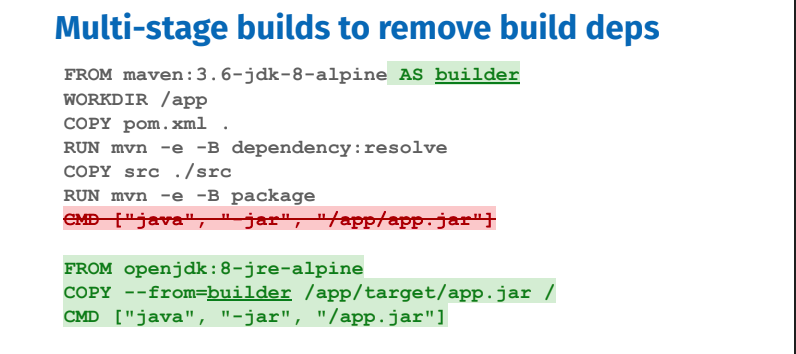 Multi-stage builds to remove build deps
FROM maven:3.6-jdk-8-alpine AS builder
WORKDIR /app
COPY pom.xml .
RUN mvn -e -B dependency:resolve
COPY src ./src
RUN mvn -e -B package
CMD ["java", "-jar", "/app/app.jar"]
FROM openjdk:8-jre-alpine
COPY --from=builder /app/target/app.jar /
CMD ["java", "-jar", "/app.jar"]